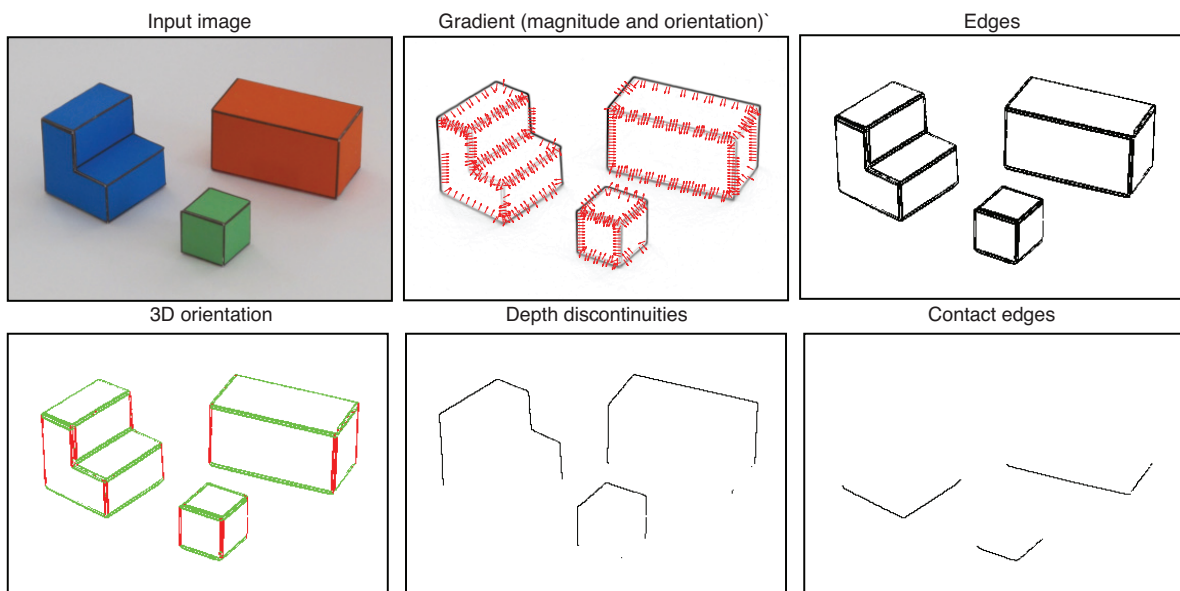 Input image
Gradient (magnitude and orientation)`
Edges
3D orientation
Depth discontinuities
Contact edges